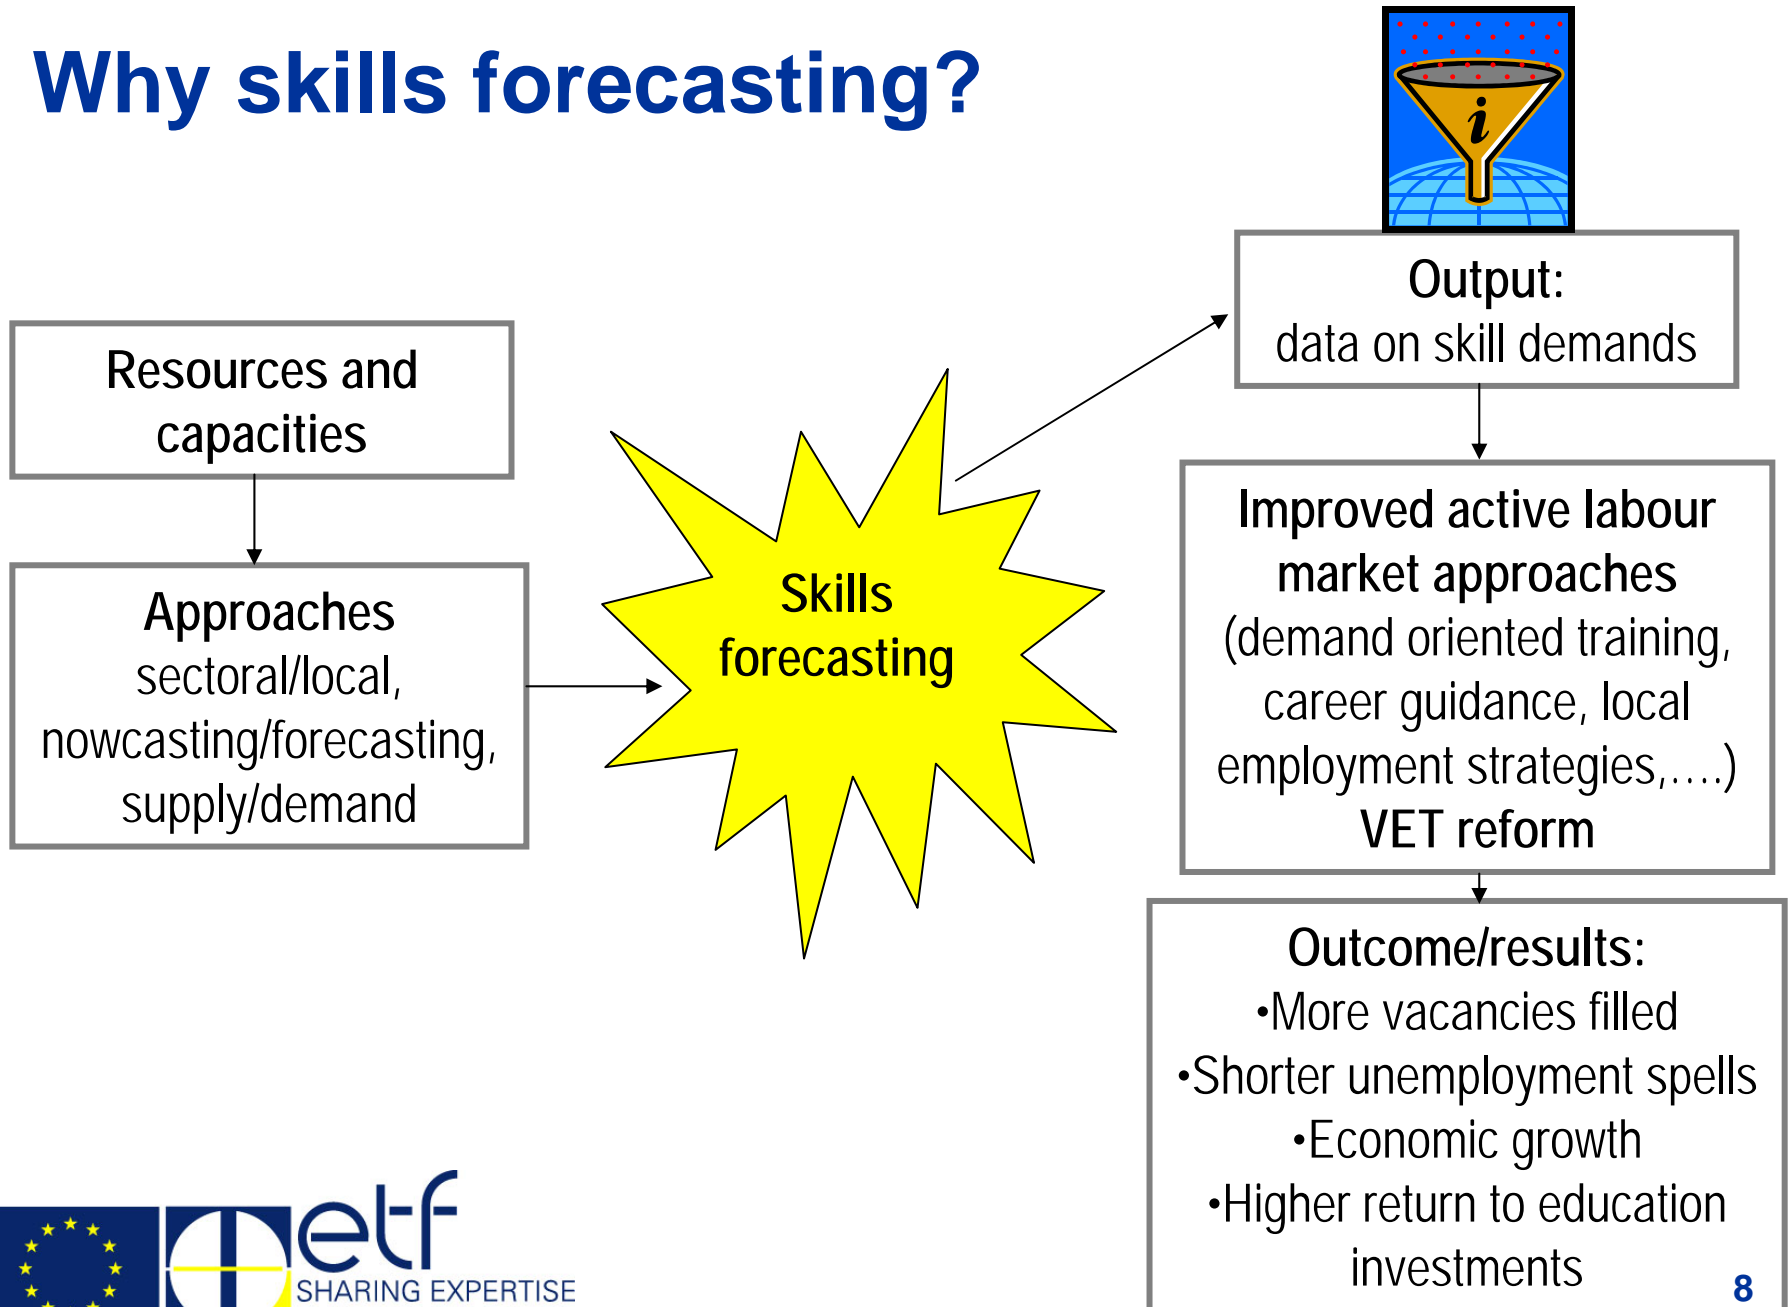 Why skills forecasting?
i
Resources and
capacities
Approaches
sectoral/local,
nowcasting/forecasting,
supply/demand
Skills
forecasting
Output:
data on skill demands
Improved active labour
market approaches
(demand oriented training,
career guidance, local
employment strategies,….)
VET reform
Outcome/results:
•More vacancies filled
•Shorter unemployment spells
•Economic growth
•Higher return to education
investments
etf
SHARING EXPERTISE
8